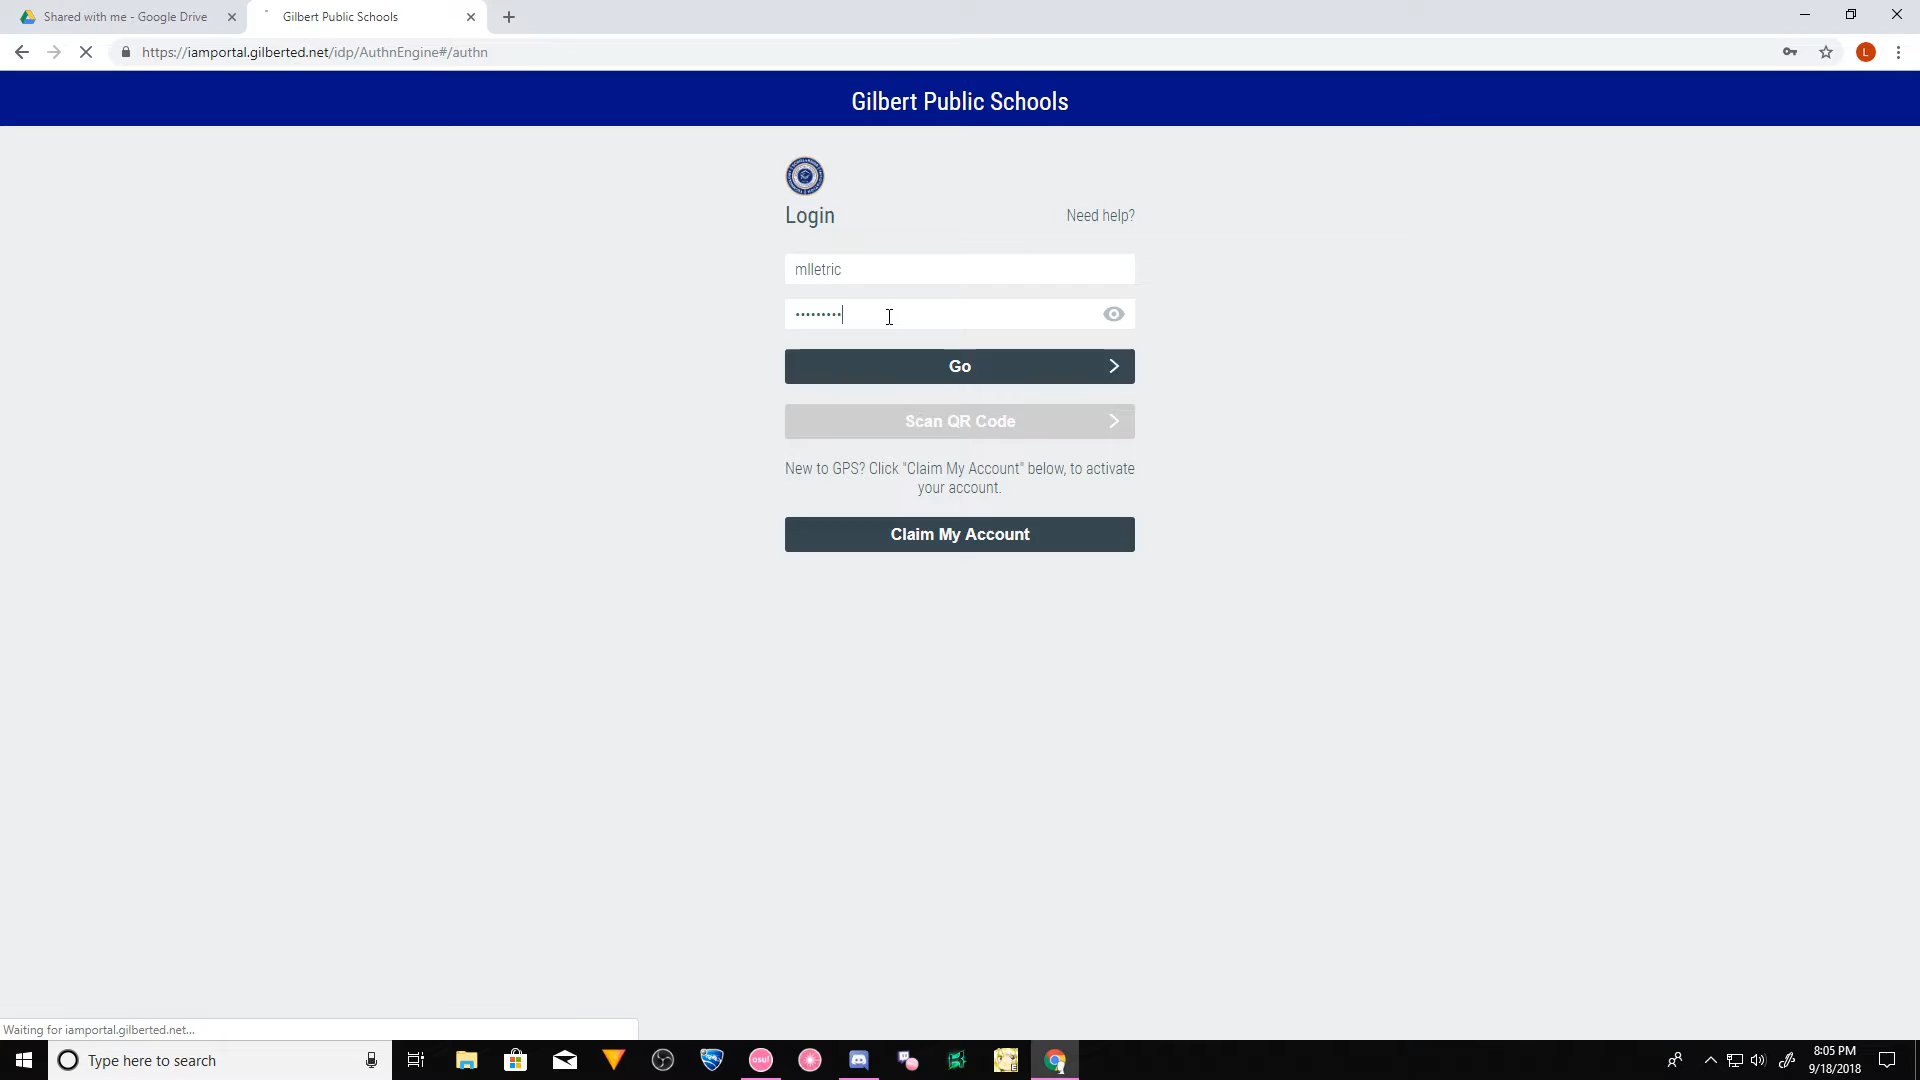 Shared with me - Google Drive
Gilbert Public Schools
https://iamportal.gilberted.net/idp/AuthnEngine#/authn
L
Gilbert Public Schools
Login
Need help?
mlletric
•••••••••
Go
Scan QR Code
New to GPS? Click "Claim My Account" below, to activate
your account.
Claim My Account
Waiting for iamportal.gilberted.net...
Type here to search
osu!
8:05 PM
9/18/2018